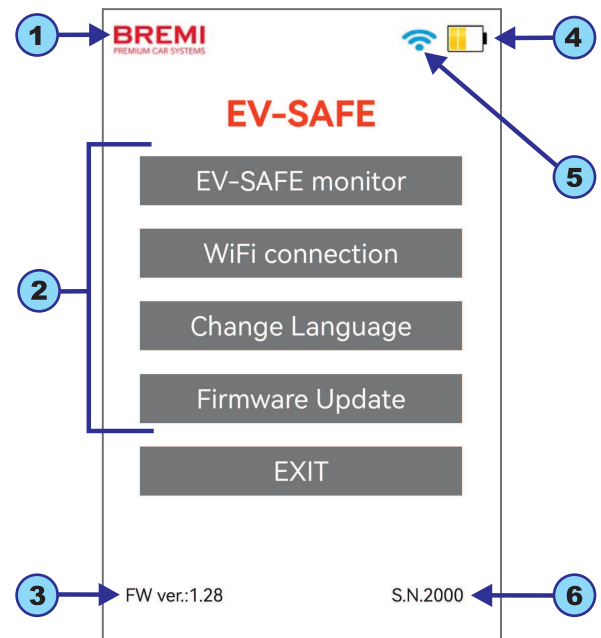 1
BREMI
PREMIUM CAR SYSTEMS
4
EV-SAFE
5
EV-SAFE monitor
WiFi connection
2
Change Language
Firmware Update
EXIT
3
FW ver.:1.28
S.N.2000
6